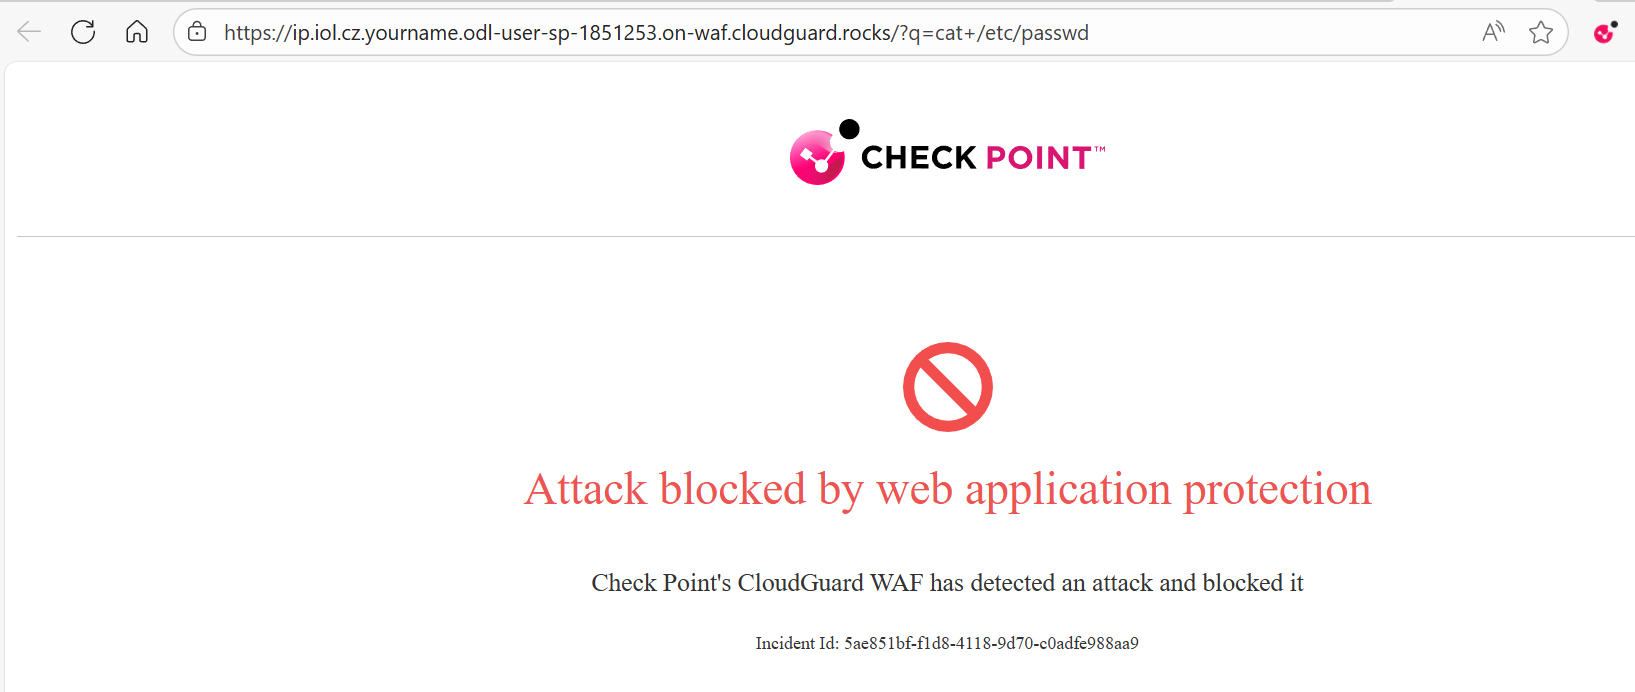 https://ip.iol.cz.yourname.odl-user-sp-1851253.on-waf.cloudguard.rocks/?q=cat+/etc/passwd
CHECK POINT™
Attack blocked by web application protection
Check Point's CloudGuard WAF has detected an attack and blocked it
Incident Id: 5ae851bf-f1d8-4118-9d70-c0adfe988aa9